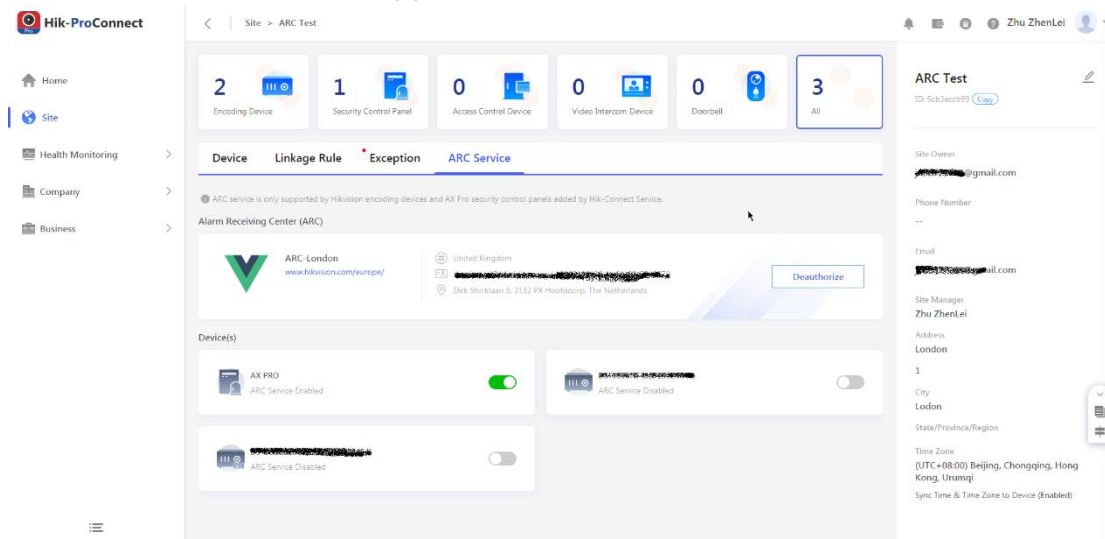 Hik-ProConnect
Site > ARC Test
Zhu ZhenLei
Home
Site
Health Monitoring
Company
Business
2
Encoding Device
1
Security Control Panel
0
Access Control Device
0
Video Intercom Device
0
Doorbell
3
All
Device Linkage Rule Exception ARC Service
ARC service is only supported by Hikvision encoding devices and AX Pro security control panels added by Hik-Connect Service.
Alarm Receiving Center (ARC)
ARC-London
www.hikvision.com/europe/
United Kingdom
Dek Storklaan 3, 2132 PX Hoofddorp, The Netherlands
Deauthorize
Device(s)
AX PRO
ARC Service Enabled
ARC Service Disabled
ARC Service Disabled
ARC Test
ID: 6cb3eccb99 Copy
Site Owner
@gmail.com
Phone Number
--
Email
ail.com
Site Manager
Zhu ZhenLei
Address
London
1
City
Lodon
State/Province/Region
Time Zone
(UTC+08:00) Beijing, Chongqing, Hong
Kong, Urumqi
Sync Time & Time Zone to Device (Enabled)